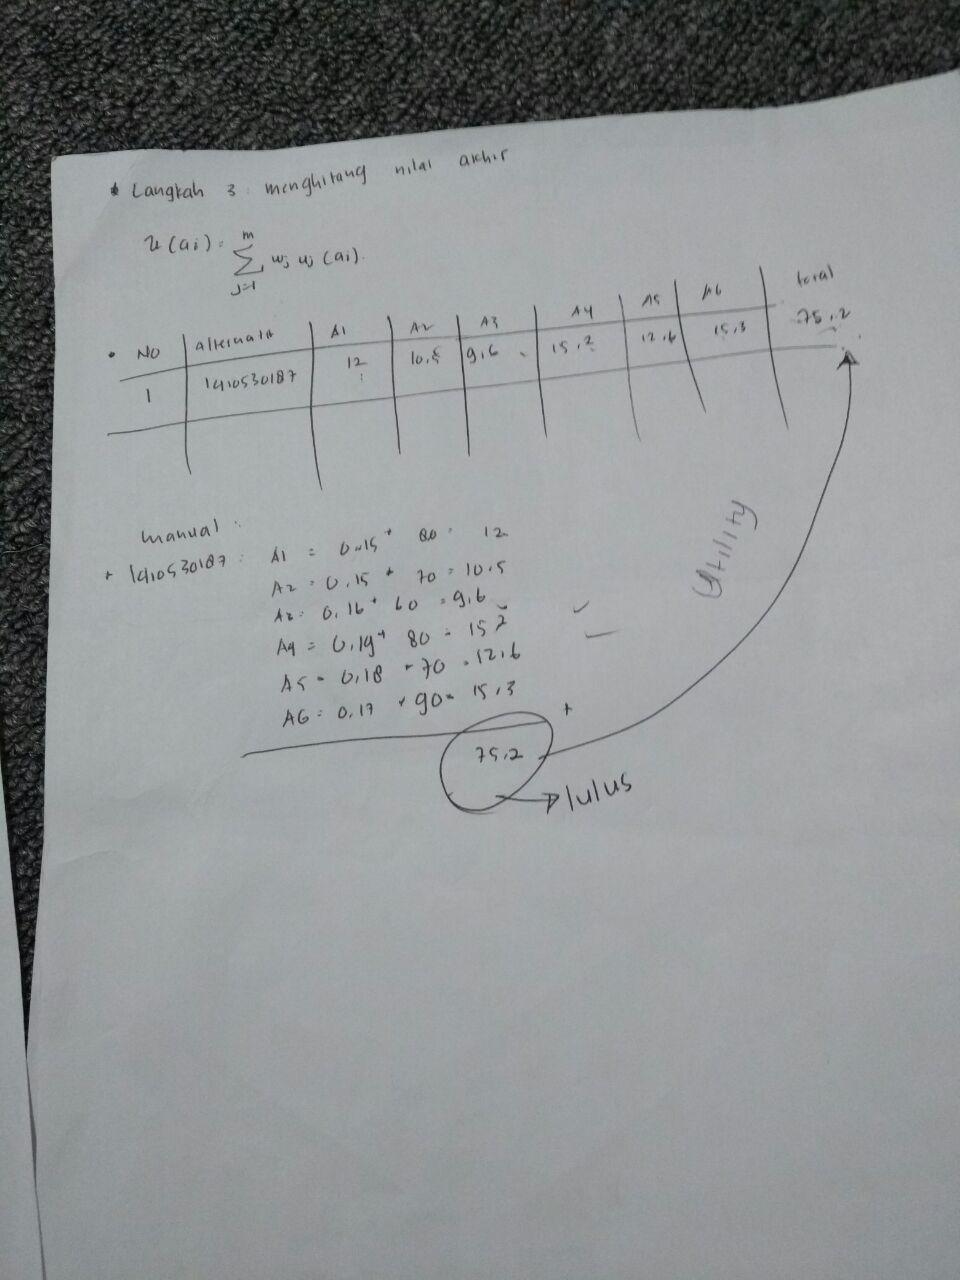 * Langkah 3 : menghitung nilai akhir
u(ai) = m
Σ wj uj (ai).
j=1
• NO | alternatif | A1 | A2 | A3 | A4 | A5 | A6 | total
1 | 1410530187 | 12 | 10,5 | 9,6 | 15,2 | 12,6 | 15,3 | 75,2
manual :
+ 1410530187 : A1 = 0,15 * 80 = 12
A2 = 0,15 * 70 = 10,5
A3 = 0,16 * 60 = 9,6
A4 = 0,19 * 80 = 15,2
A5 = 0,18 * 70 = 12,6
A6 = 0,17 * 90 = 15,3
+
75,2
lulus
Utility